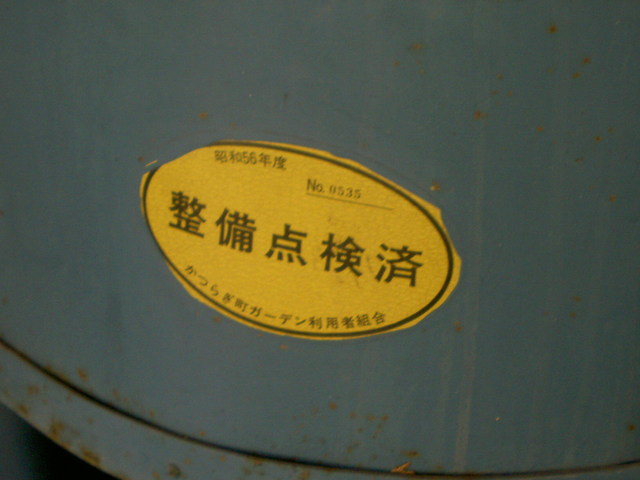 昭和56年度
No. 0535
整備点検済
かつらぎ町ガーデン利用者組合